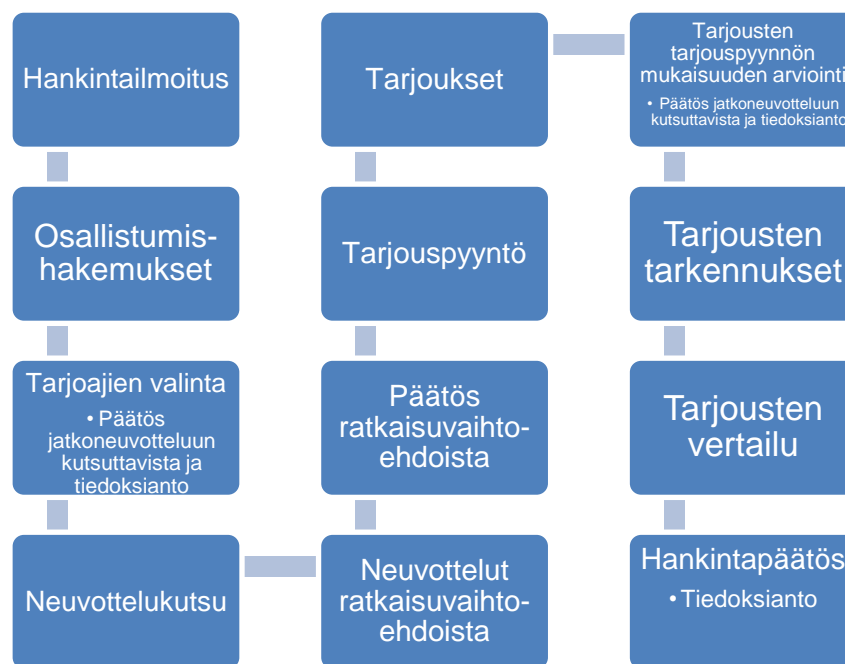 Hankintailmoitus
Osallistumis-
hakemukset
Tarjoajien valinta
• Päätös
jatkoneuvotteluun
kutsuttavista ja
tiedoksianto
Neuvottelukutsu
Neuvottelut
ratkaisuvaihto-
ehdoista
Päätös
ratkaisuvaihto-
ehdoista
Tarjouspyyntö
Tarjoukset
Tarjousten
tarjouspyynnön
mukaisuuden arviointi
• Päätös jatkoneuvotteluun
kutsuttavista ja tiedoksianto
Tarjousten
tarkennukset
Tarjousten
vertailu
Hankintapäätös
• Tiedoksianto